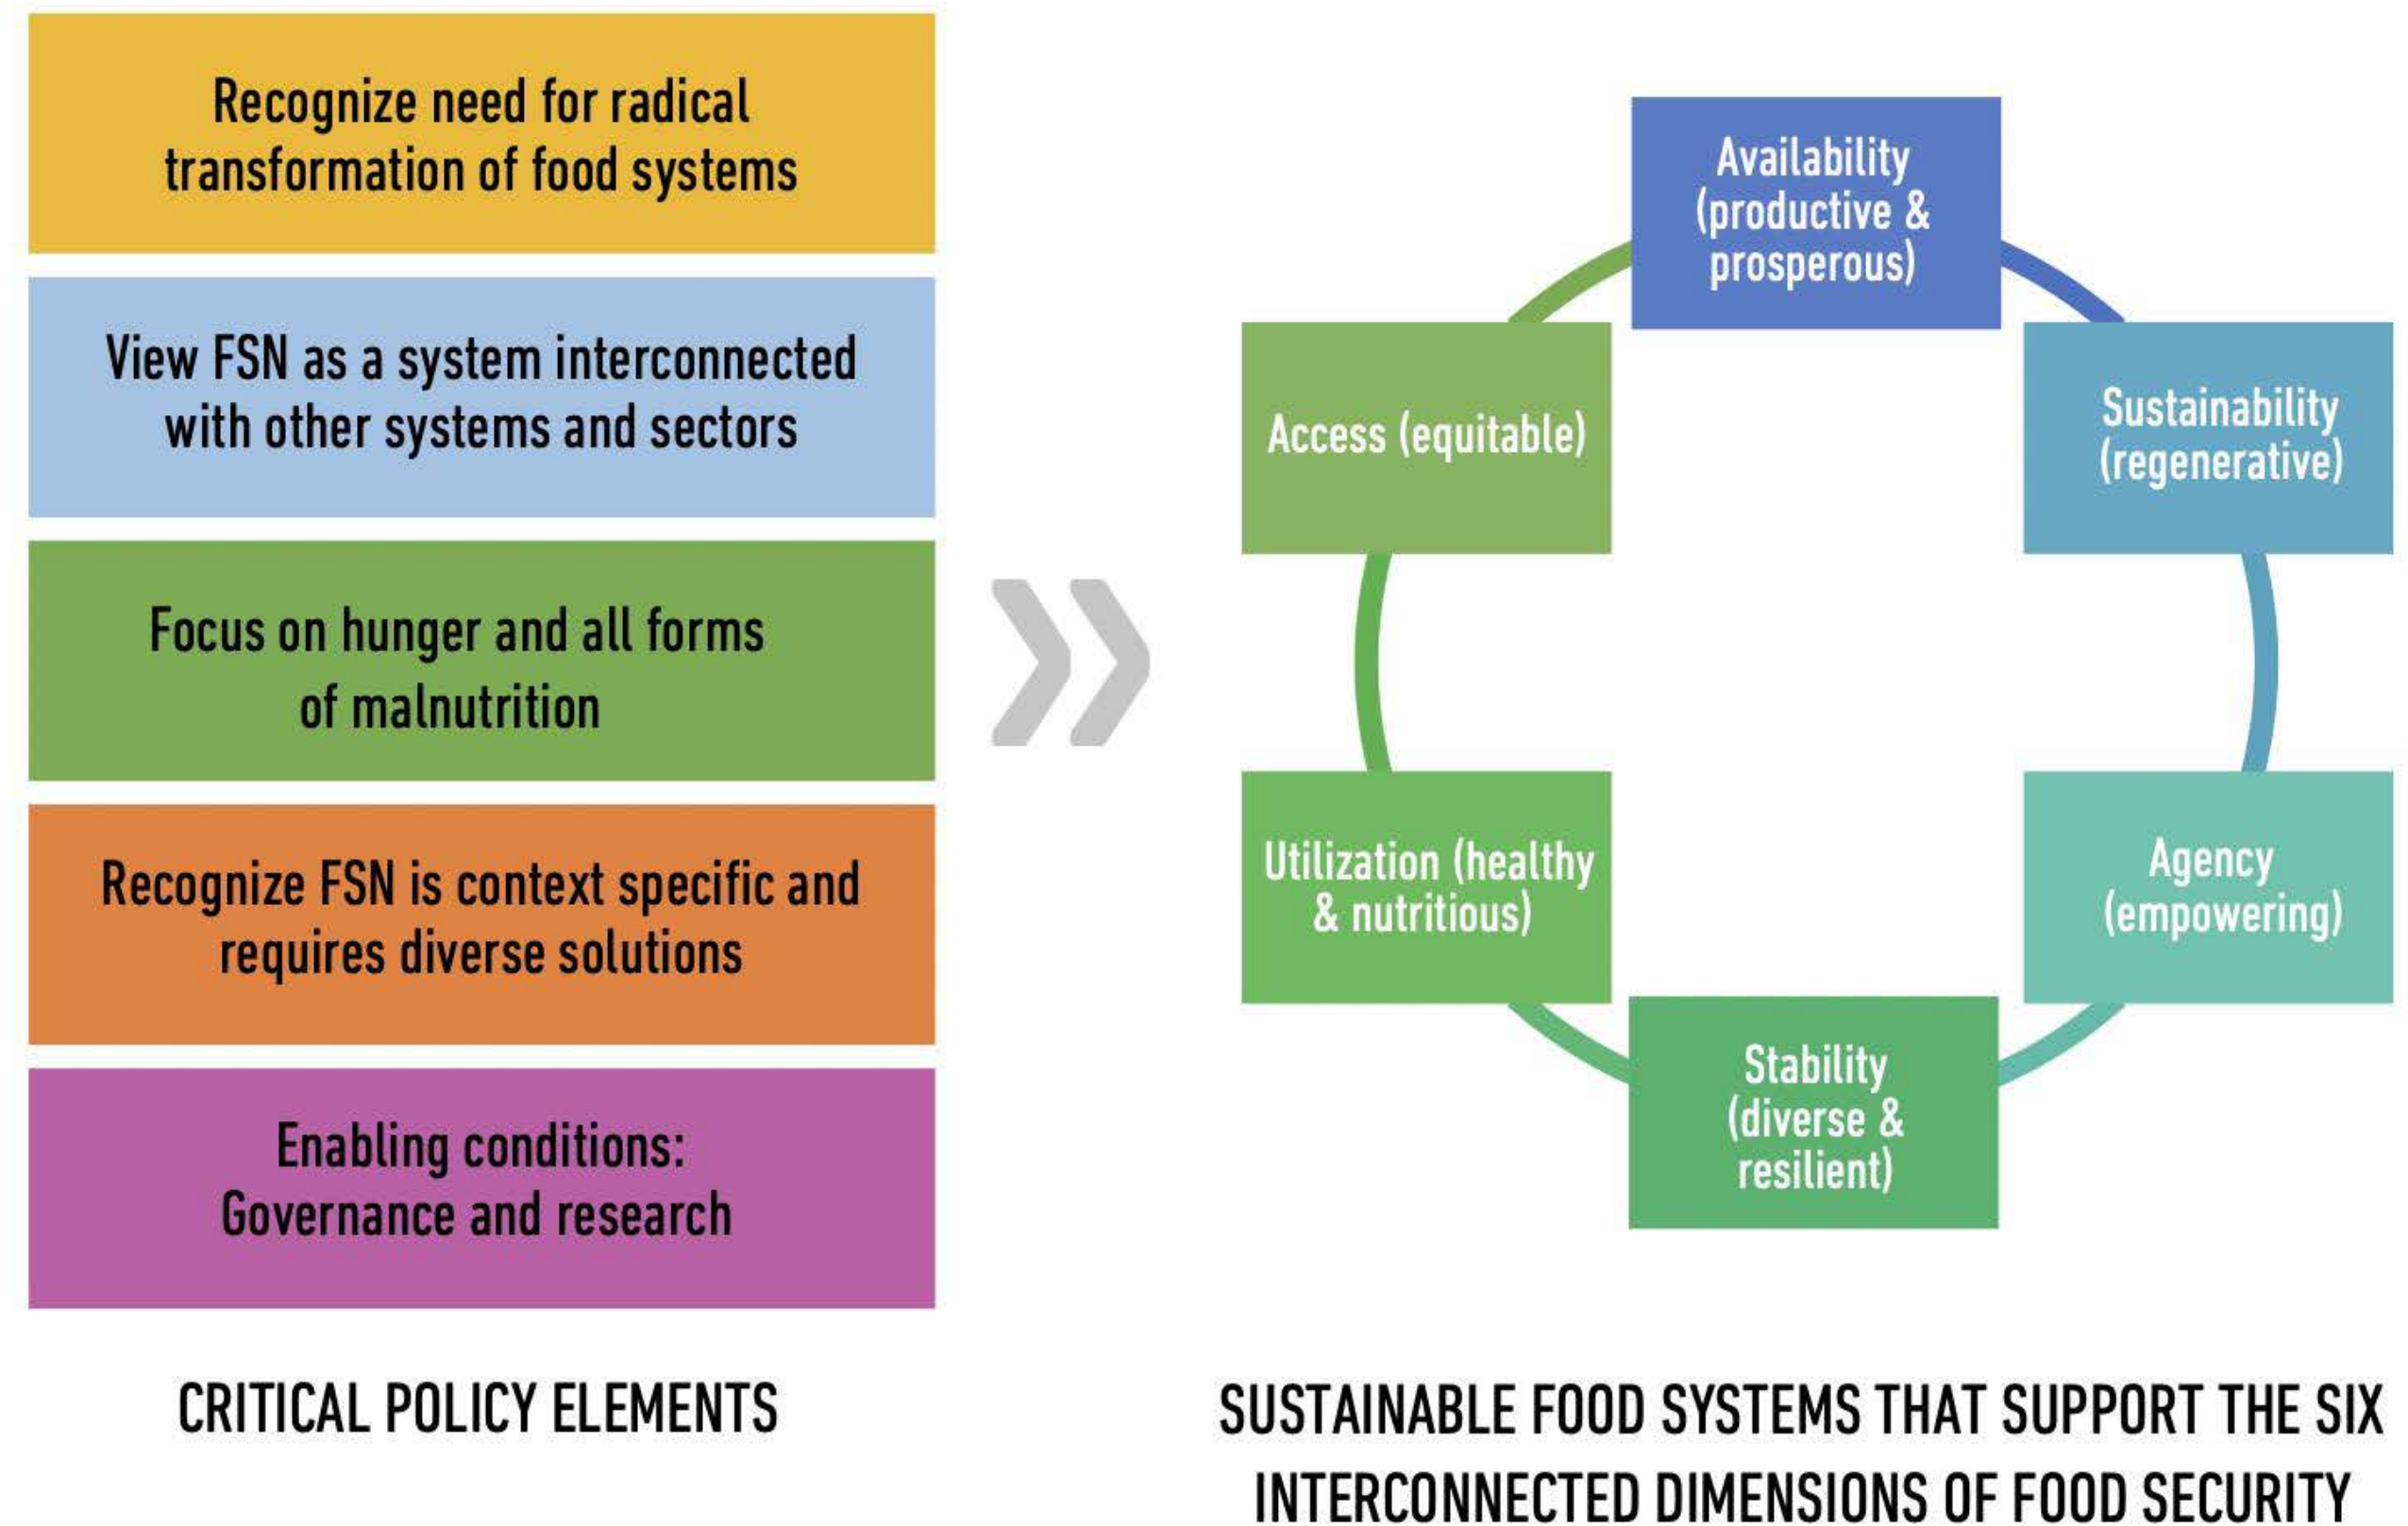 Recognize need for radical
transformation of food systems
View FSN as a system interconnected
with other systems and sectors
Focus on hunger and all forms
of malnutrition
Recognize FSN is context specific and
requires diverse solutions
Enabling conditions:
Governance and research
CRITICAL POLICY ELEMENTS
Availability
(productive &
prosperous)
Sustainability
(regenerative)
Agency
(empowering)
Stability
(diverse &
resilient)
Utilization (healthy
& nutritious)
Access (equitable)
SUSTAINABLE FOOD SYSTEMS THAT SUPPORT THE SIX
INTERCONNECTED DIMENSIONS OF FOOD SECURITY